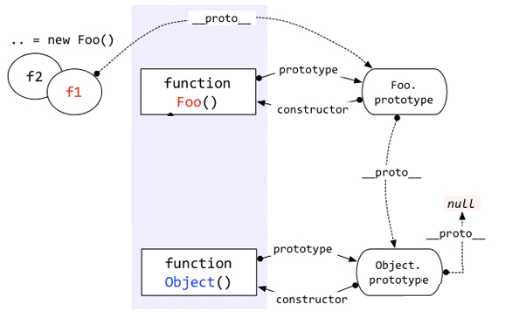 __proto__
.. = new Foo()
f2
f1
function
Foo()
prototype
constructor
Foo.
prototype
__proto__
null
__proto__
function
Object()
prototype
constructor
Object.
prototype